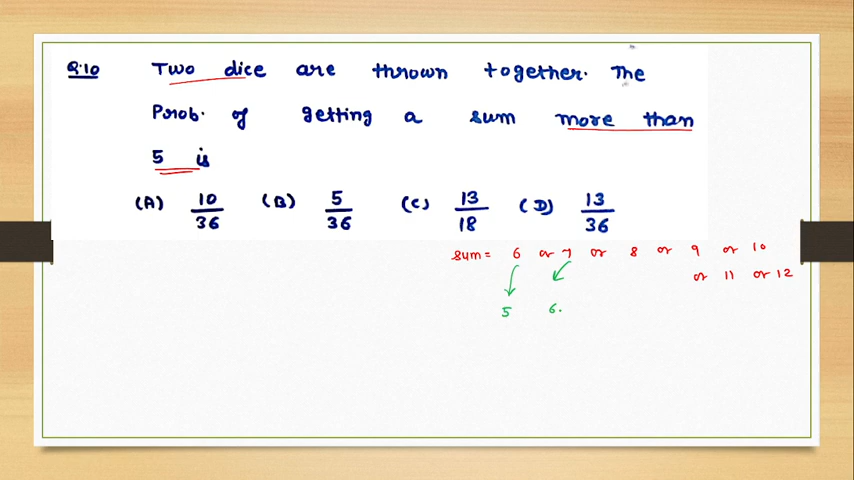 Q.10 Two dice are thrown together. The
Prob. of getting a sum more than
5 is
(A) 10/36 (B) 5/36 (C) 13/18 (D) 13/36
sum = 6 or 7 or 8 or 9 or 10
or 11 or 12
5 6.